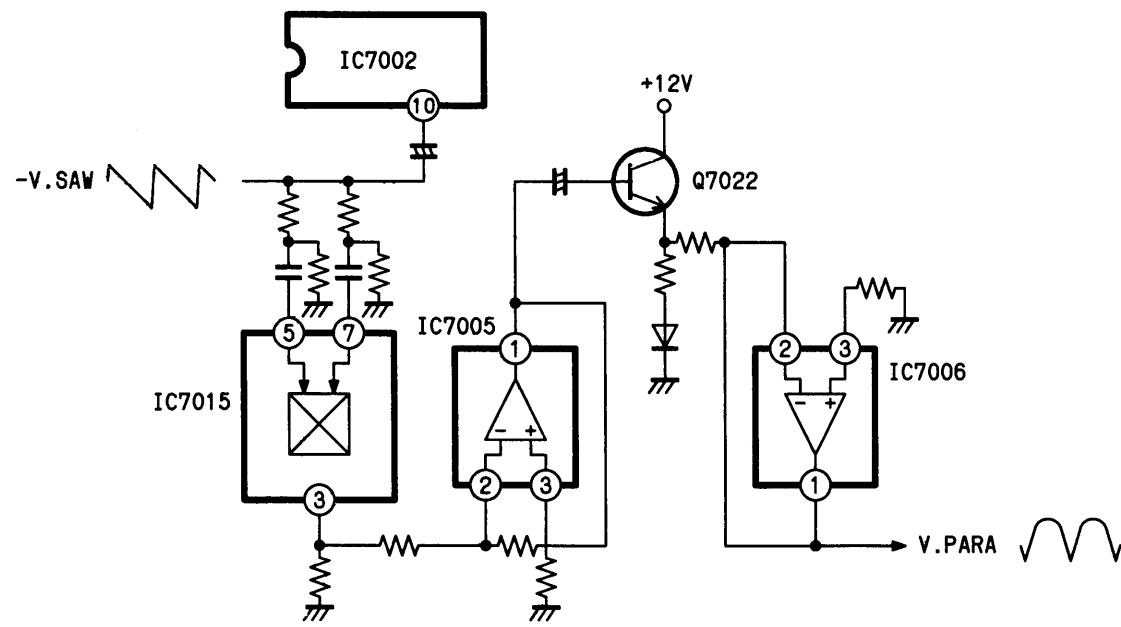 IC7002
10
+12V
-V.SAW
Q7022
5
7
IC7005
1
2
3
IC7006
IC7015
- +
- +
3
2
3
1
V.PARA